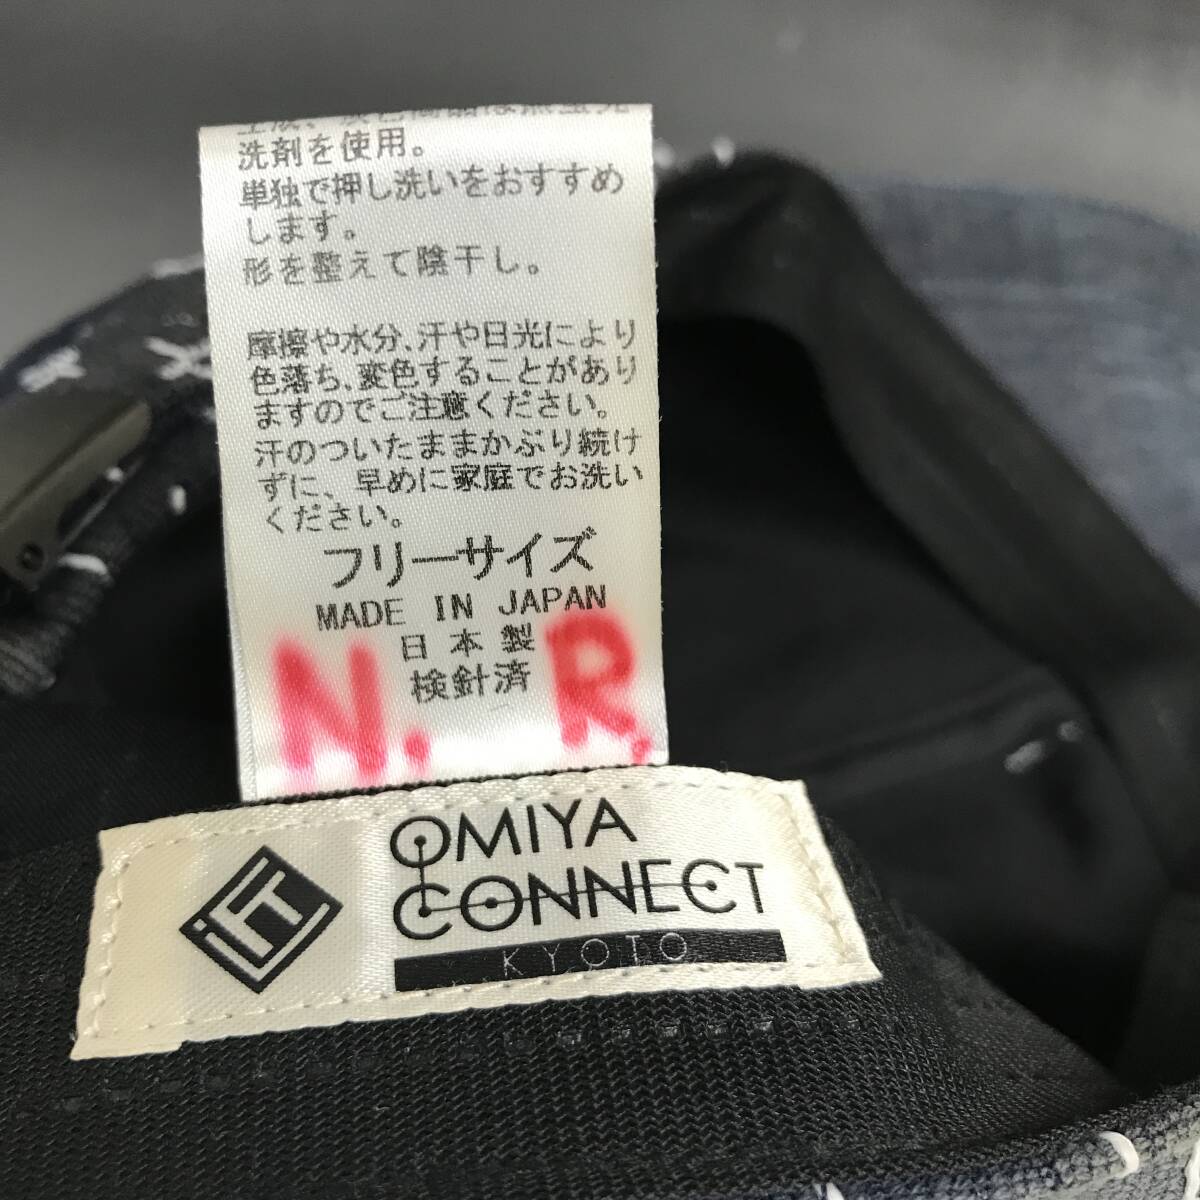 洗剤を使用。
単独で押し洗いをおすすめ
します。
形を整えて陰干し。
摩擦や水分、汗や日光により
色落ち、変色することがあり
ますのでご注意ください。
汗のついたままかぶり続け
ずに、早めに家庭でお洗い
ください。
フリーサイズ
MADE IN JAPAN
日本製
検針済
N. R.
iFT
OMIYA
CONNECT
KYOTO